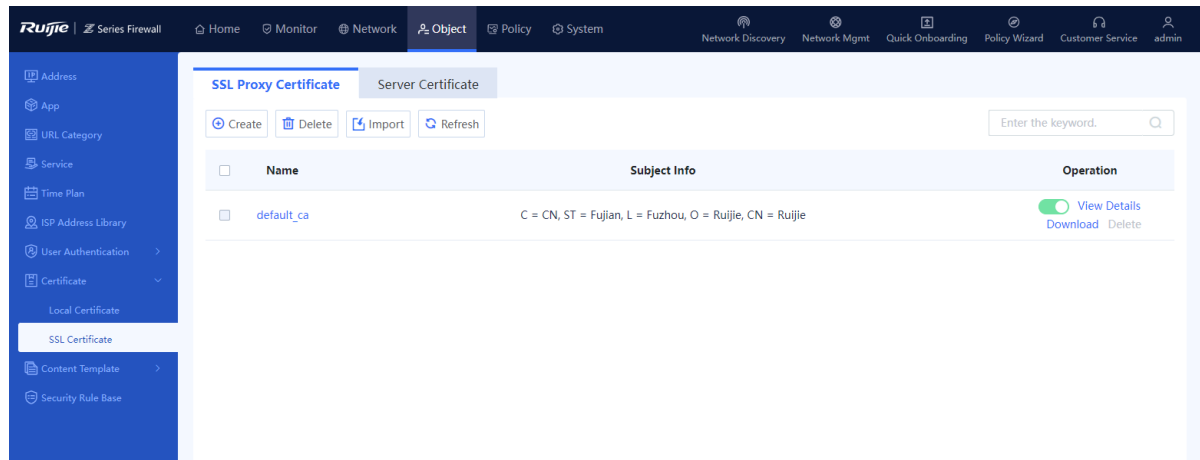 Ruijie | Z Series Firewall Home Monitor Network Object Policy System Network Discovery Network Mgmt Quick Onboarding Policy Wizard Customer Service admin
Address
App
URL Category
Service
Time Plan
ISP Address Library
User Authentication
Certificate
Local Certificate
SSL Certificate
Content Template
Security Rule Base
SSL Proxy Certificate Server Certificate
Create Delete Import Refresh Enter the keyword.
Name Subject Info Operation
default_ca C = CN, ST = Fujian, L = Fuzhou, O = Ruijie, CN = Ruijie View Details
Download Delete